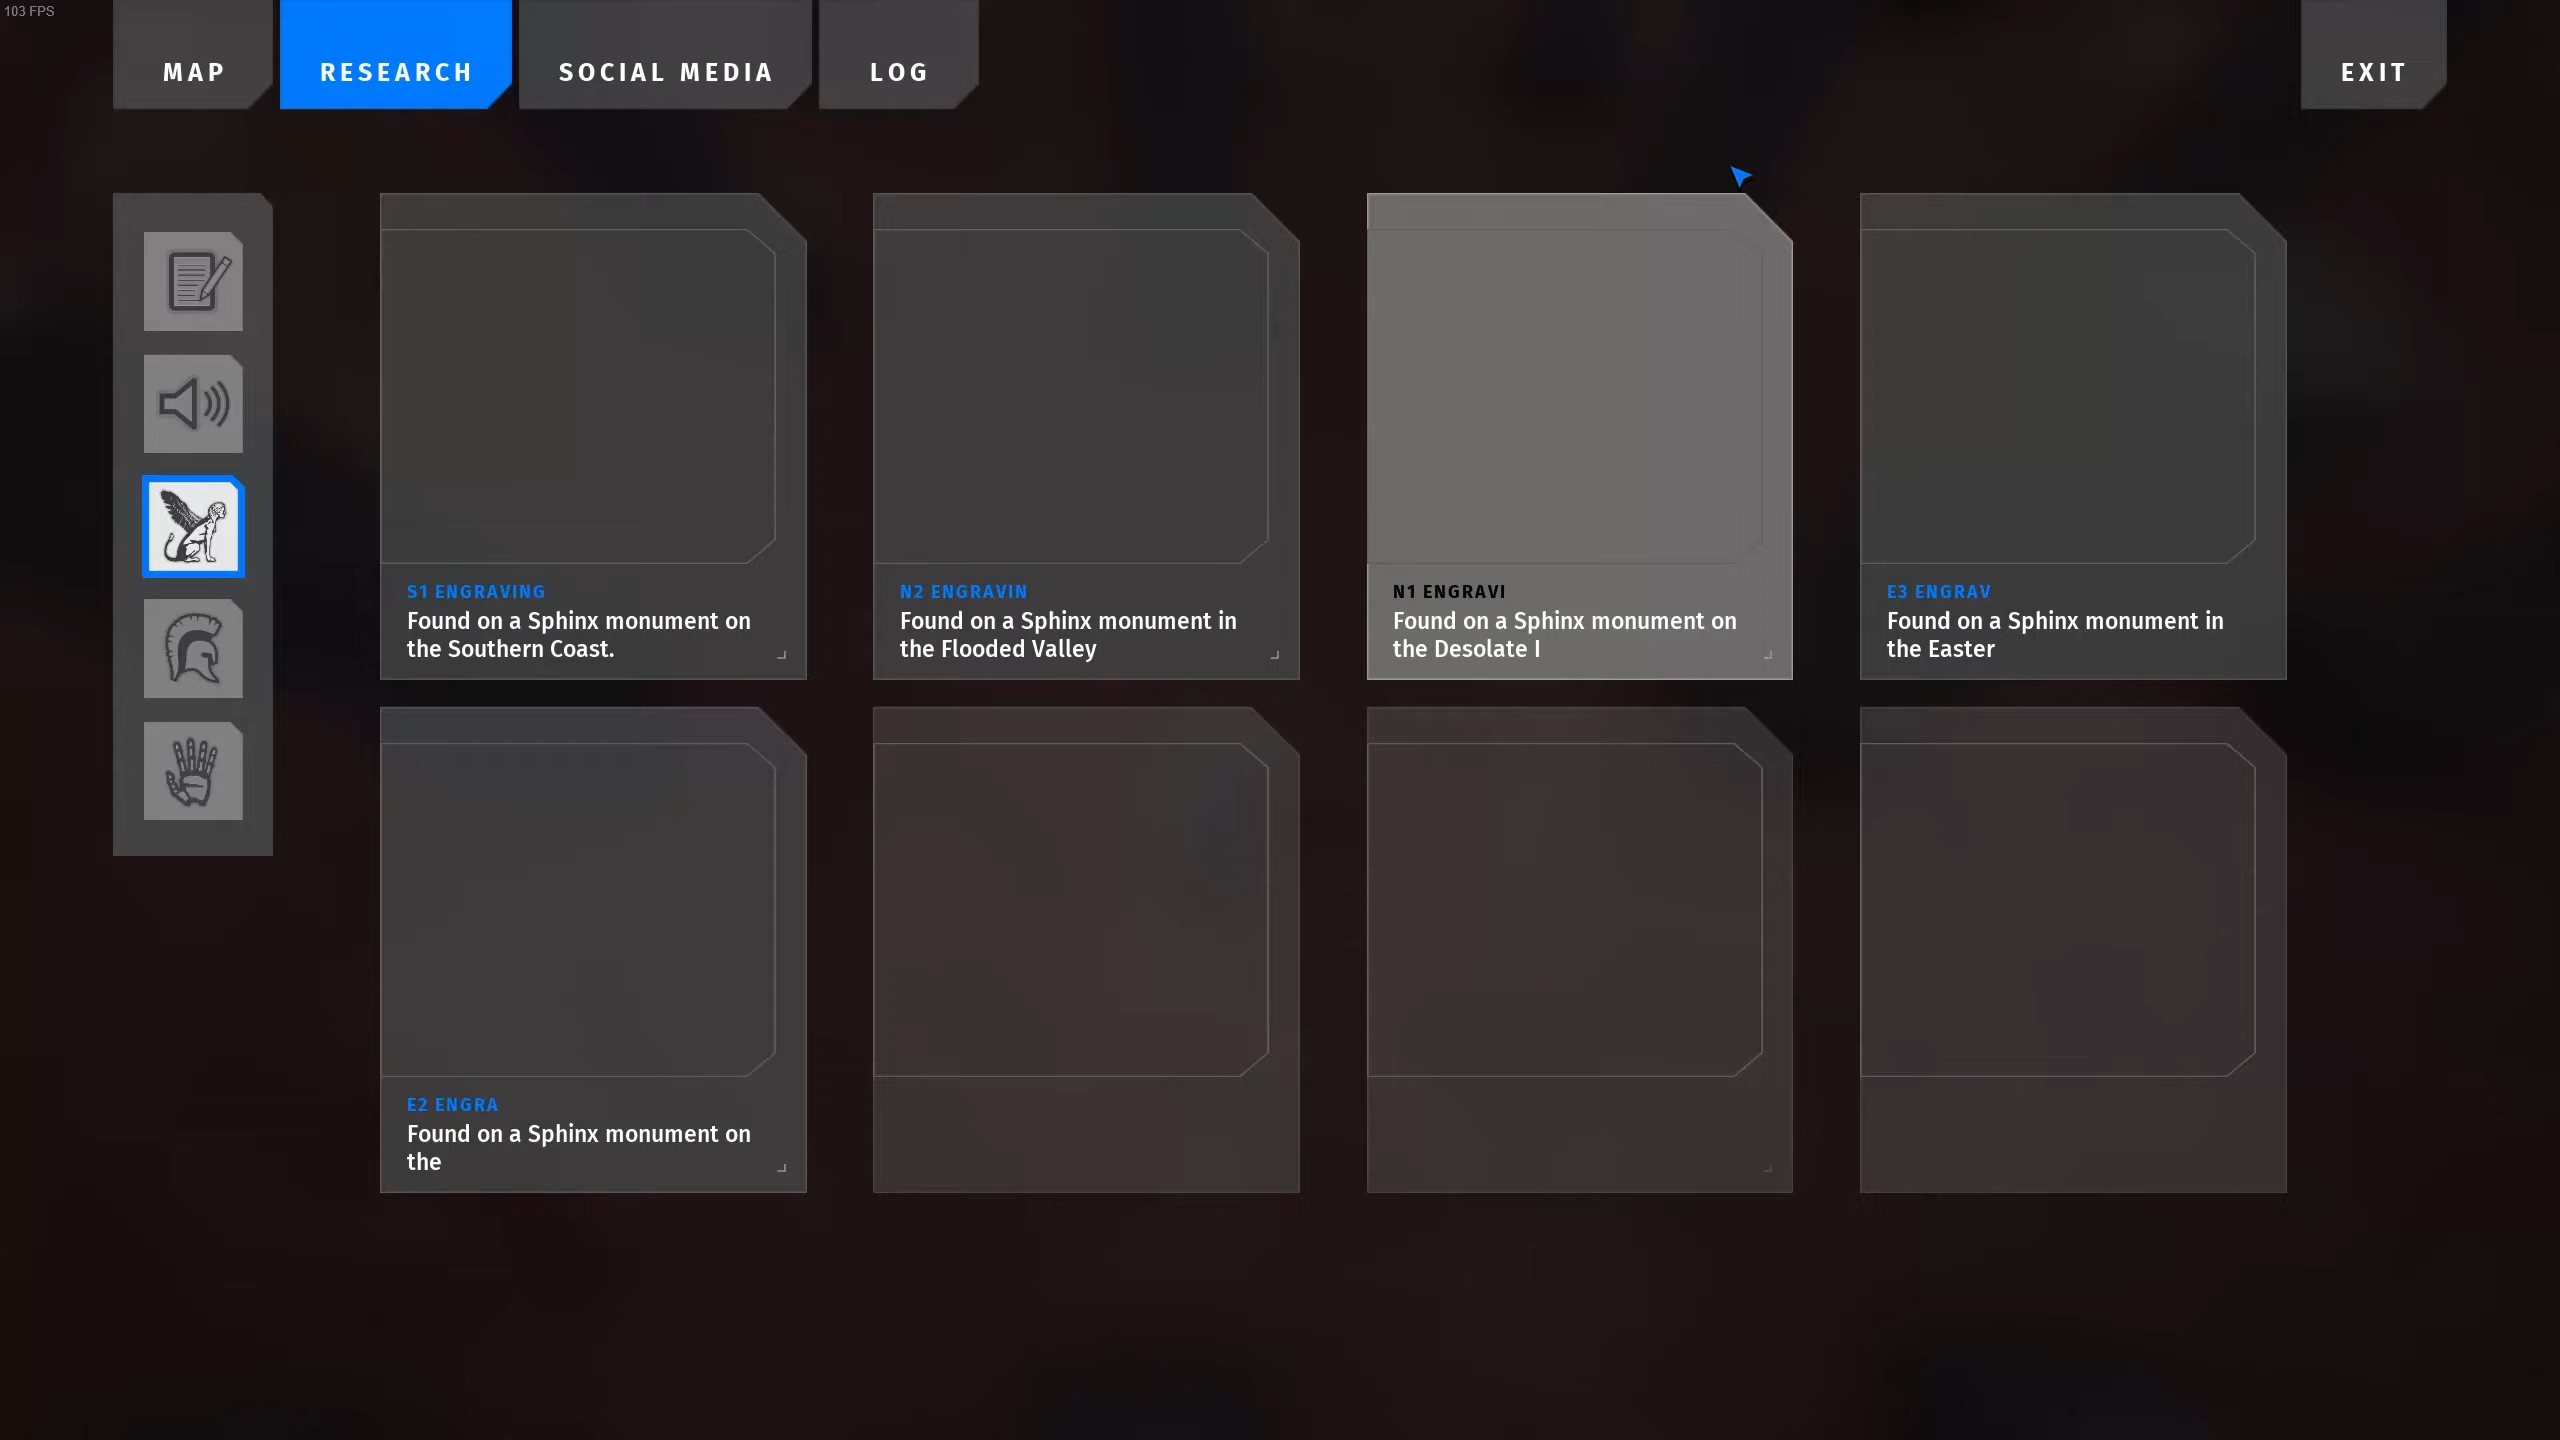 103 FPS
MAP
RESEARCH
SOCIAL MEDIA
LOG
EXIT
S1 ENGRAVING
Found on a Sphinx monument on
the Southern Coast.
N2 ENGRAVIN
Found on a Sphinx monument in
the Flooded Valley
N1 ENGRAVI
Found on a Sphinx monument on
the Desolate I
E3 ENGRAV
Found on a Sphinx monument in
the Easter
E2 ENGRA
Found on a Sphinx monument on
the